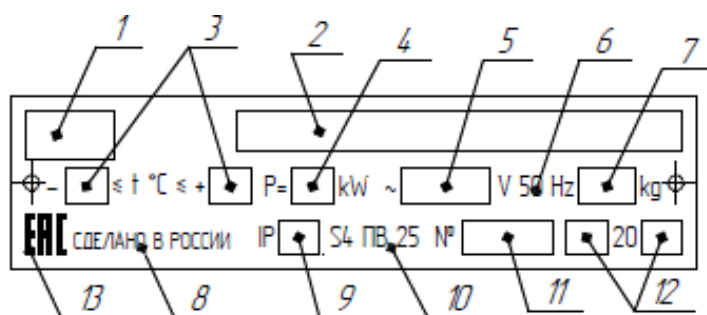 1 3 2 4 5 6 7
- ≤ t °C ≤ + P= kW ~ V 50 Hz kg
EAC СДЕЛАНО В РОССИИ IP S4 ПВ 25 № 20
13 8 9 10 11 12